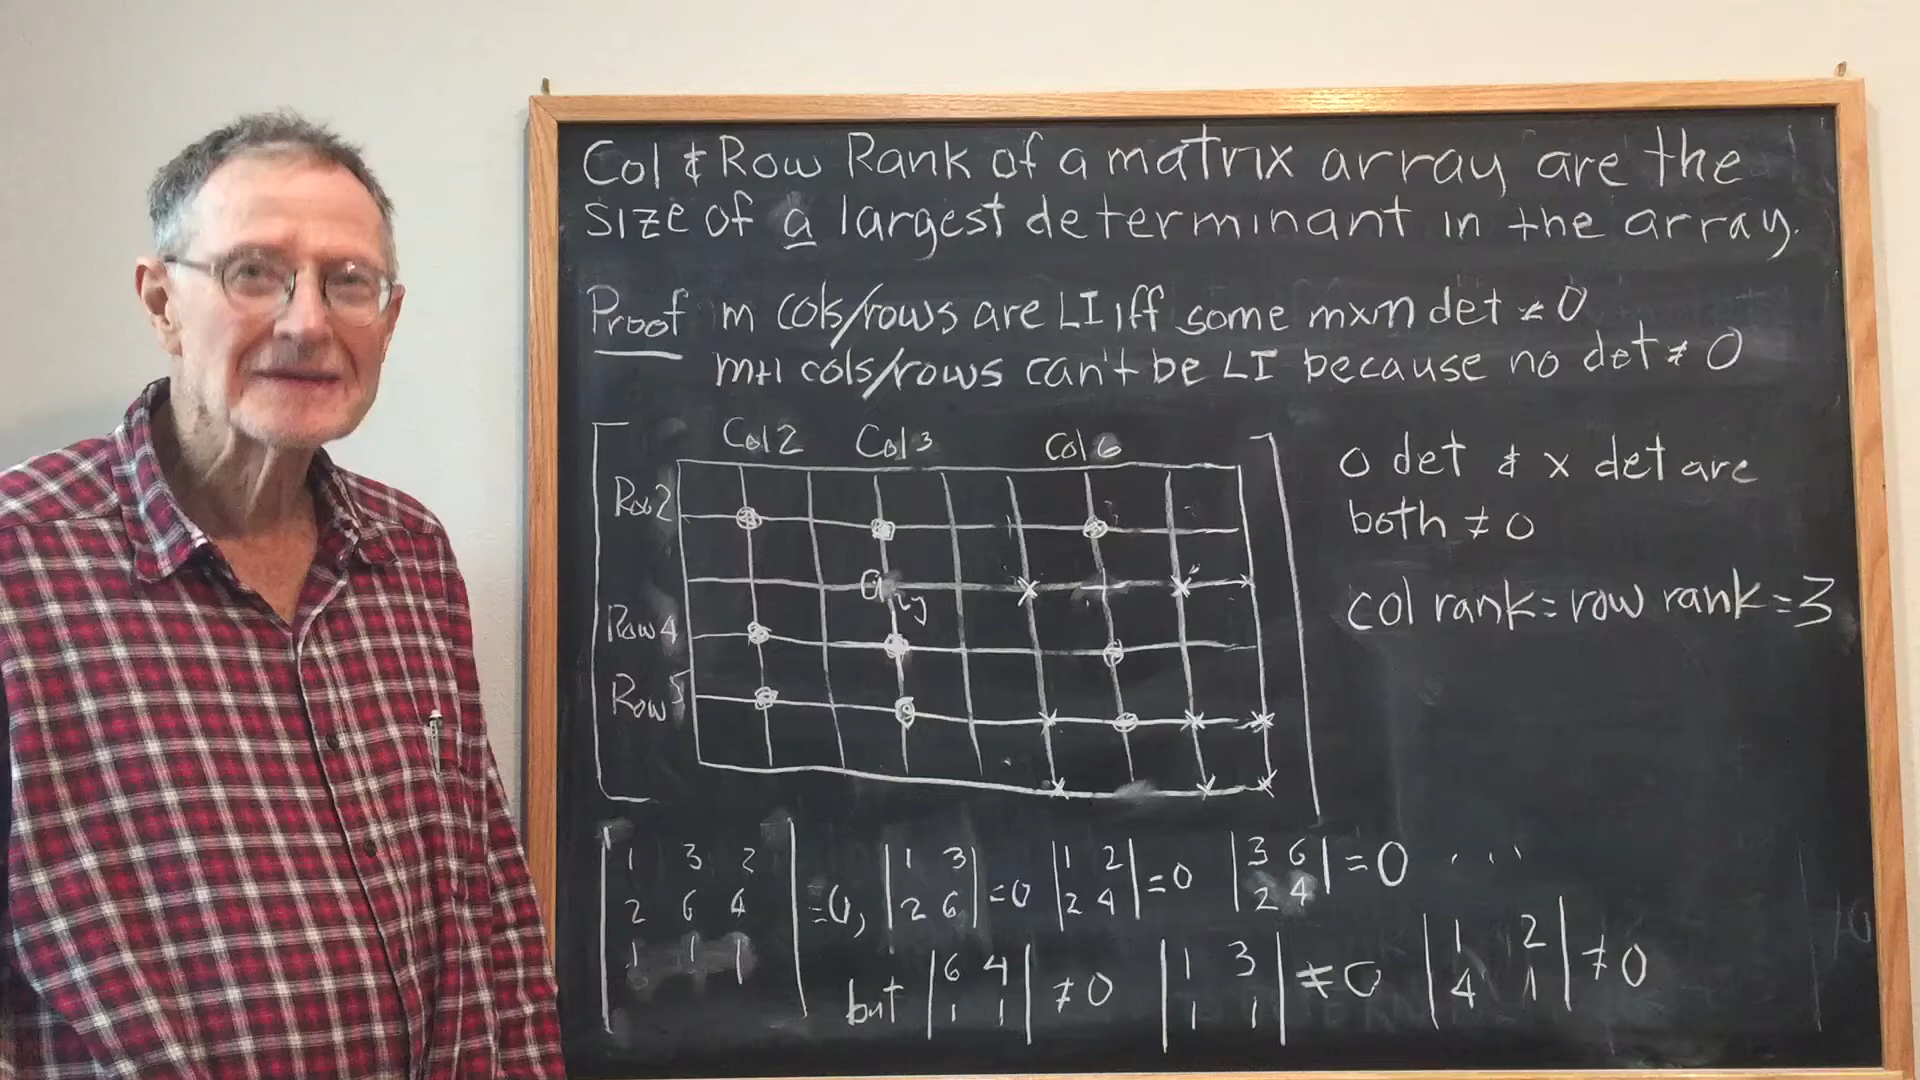 Col & Row Rank of a matrix array are the
size of a largest determinant in the array.
Proof m cols/rows are LI iff some mxm det ≠ 0
m+1 cols/rows can't be LI because no det ≠ 0
Col 2 Col 3 Col 6
Row 2
Row 4
Row 5
0 det & x det are
both ≠ 0
col rank = row rank = 3
1 3 2
2 6 4
1 1 1
= 0,
|1 3|
|2 6| = 0
|1 2|
|2 4| = 0
|3 6|
|2 4| = 0 ...
but |6 4|
|1 1| ≠ 0
|1 3|
|1 1| ≠ 0
|1 2|
|4 1| ≠ 0